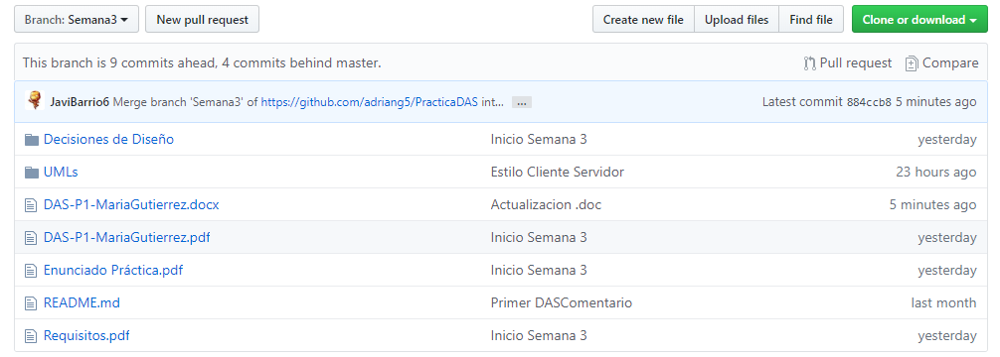 Branch: Semana3 New pull request Create new file Upload files Find file Clone or download
This branch is 9 commits ahead, 4 commits behind master. Pull request Compare
JaviBarrio6 Merge branch 'Semana3' of https://github.com/adriang5/PracticaDAS int... ... Latest commit 884ccb8 5 minutes ago
Decisiones de Diseño Inicio Semana 3 yesterday
UMLs Estilo Cliente Servidor 23 hours ago
DAS-P1-MariaGutierrez.docx Actualizacion .doc 5 minutes ago
DAS-P1-MariaGutierrez.pdf Inicio Semana 3 yesterday
Enunciado Práctica.pdf Inicio Semana 3 yesterday
README.md Primer DASComentario last month
Requisitos.pdf Inicio Semana 3 yesterday